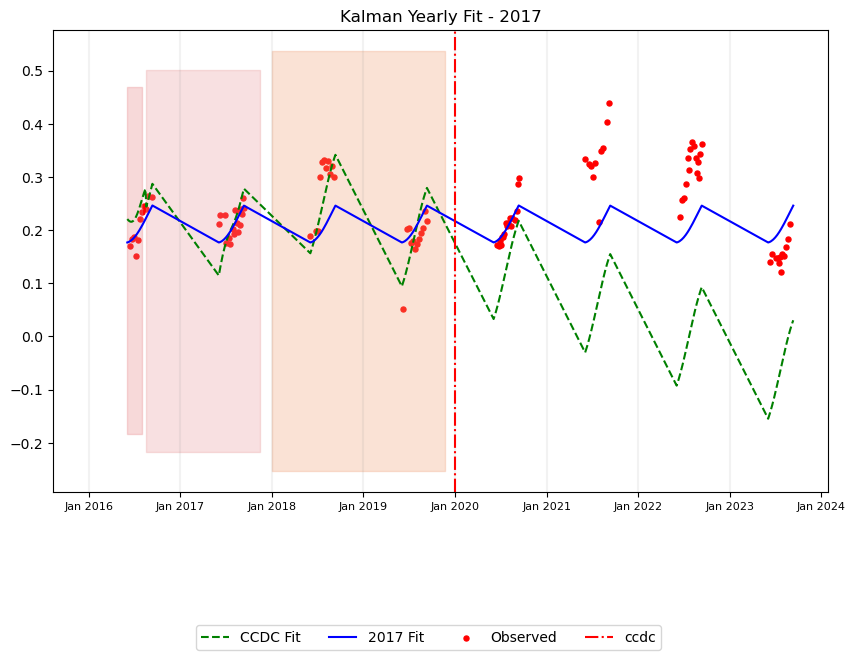 Kalman Yearly Fit - 2017
0.5
0.4
0.3
0.2
0.1
0.0
−0.1
−0.2
Jan 2016 Jan 2017 Jan 2018 Jan 2019 Jan 2020 Jan 2021 Jan 2022 Jan 2023 Jan 2024
CCDC Fit 2017 Fit Observed ccdc